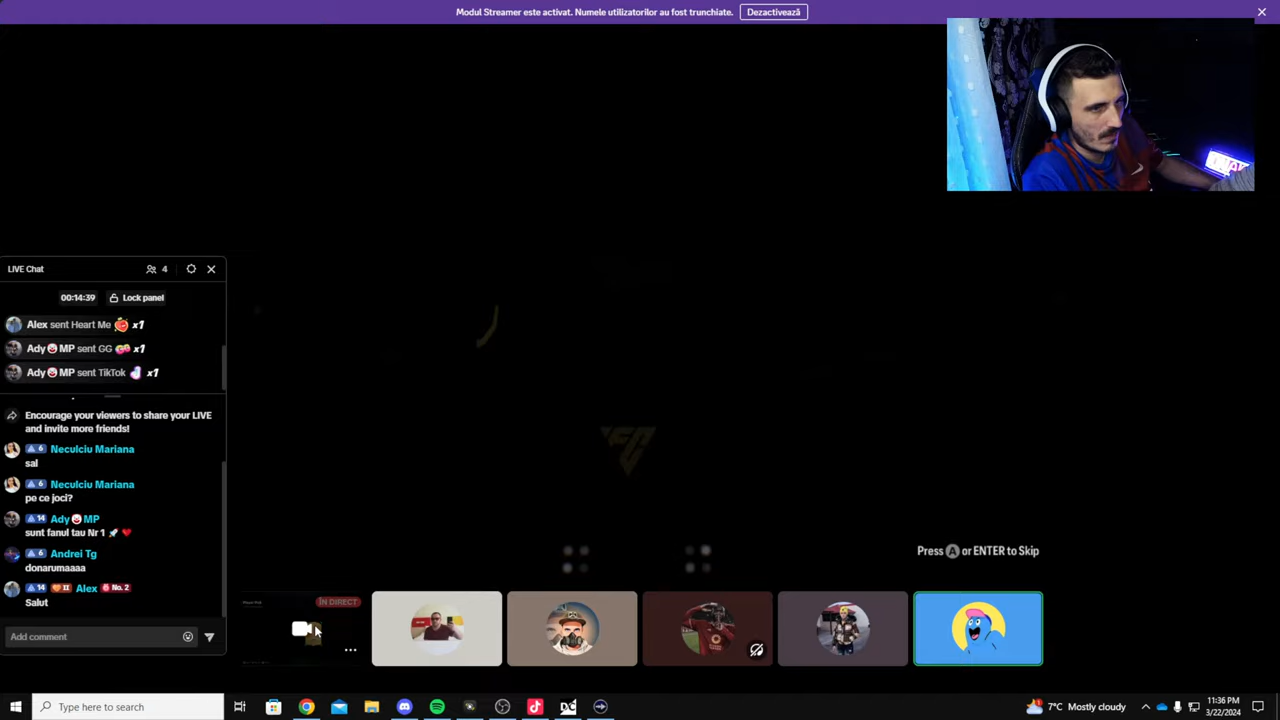 Modul Streamer este activat. Numele utilizatorilor au fost trunchiate. Dezactivează
LIVE Chat 4
00:14:39 Lock panel
Alex sent Heart Me x1
Ady MP sent GG x1
Ady MP sent TikTok x1
Encourage your viewers to share your LIVE
and invite more friends!
6 Neculciu Mariana
sal
6 Neculciu Mariana
pe ce joci?
14 Ady MP
sunt fanul tau Nr 1
6 Andrei Tg
donarumaaaa
14 II Alex No. 2
Salut
Add comment
FC
Press A or ENTER to Skip
ÎN DIRECT
Type here to search
7°C Mostly cloudy
11:36 PM
3/22/2024